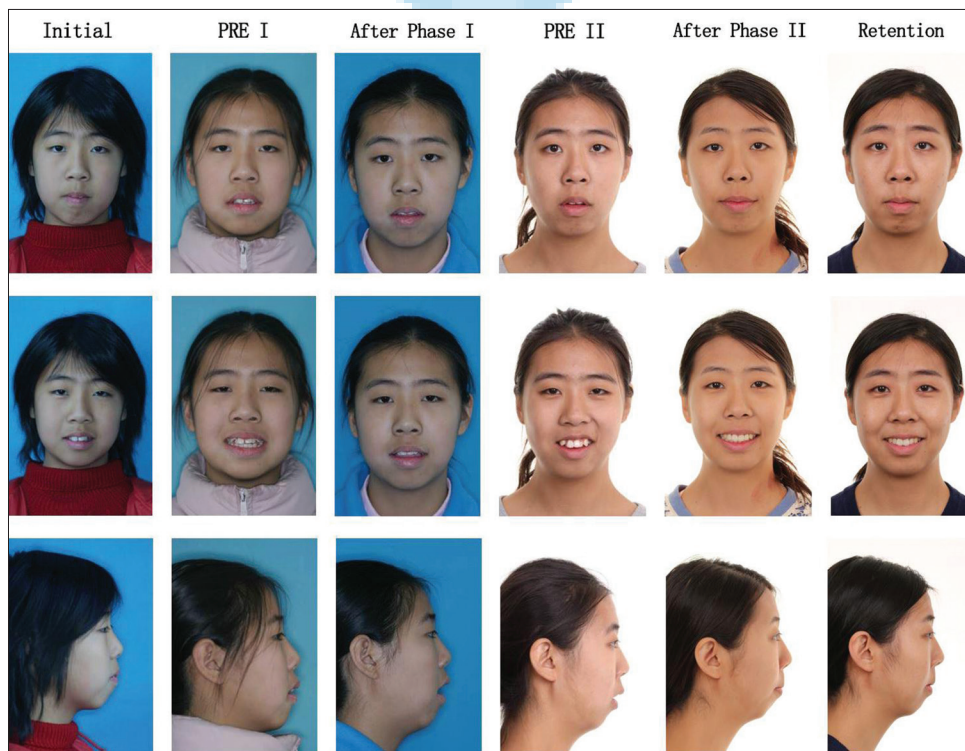 Initial
PRE I
After Phase I
PRE II
After Phase II
Retention